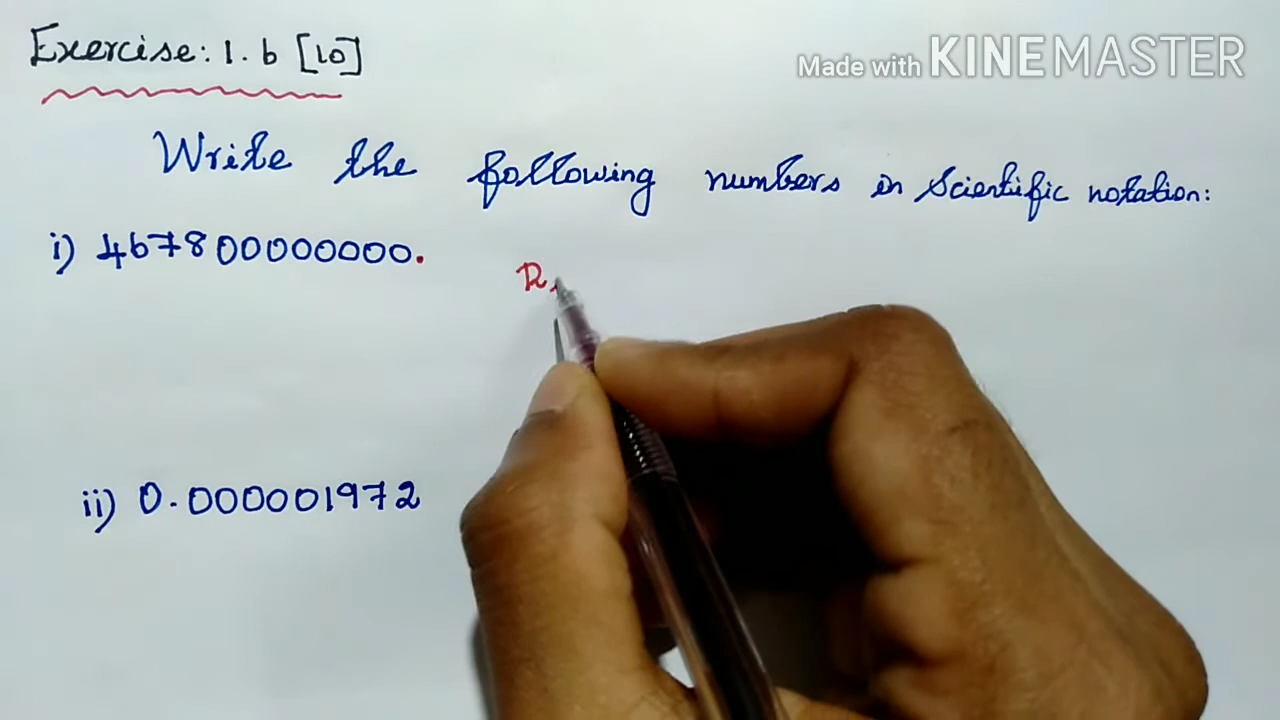 Exercise: 1.6 [10]
Made with KINEMASTER
Write the following numbers in Scientific notation:
i) 467800000000.
R
ii) 0.000001972